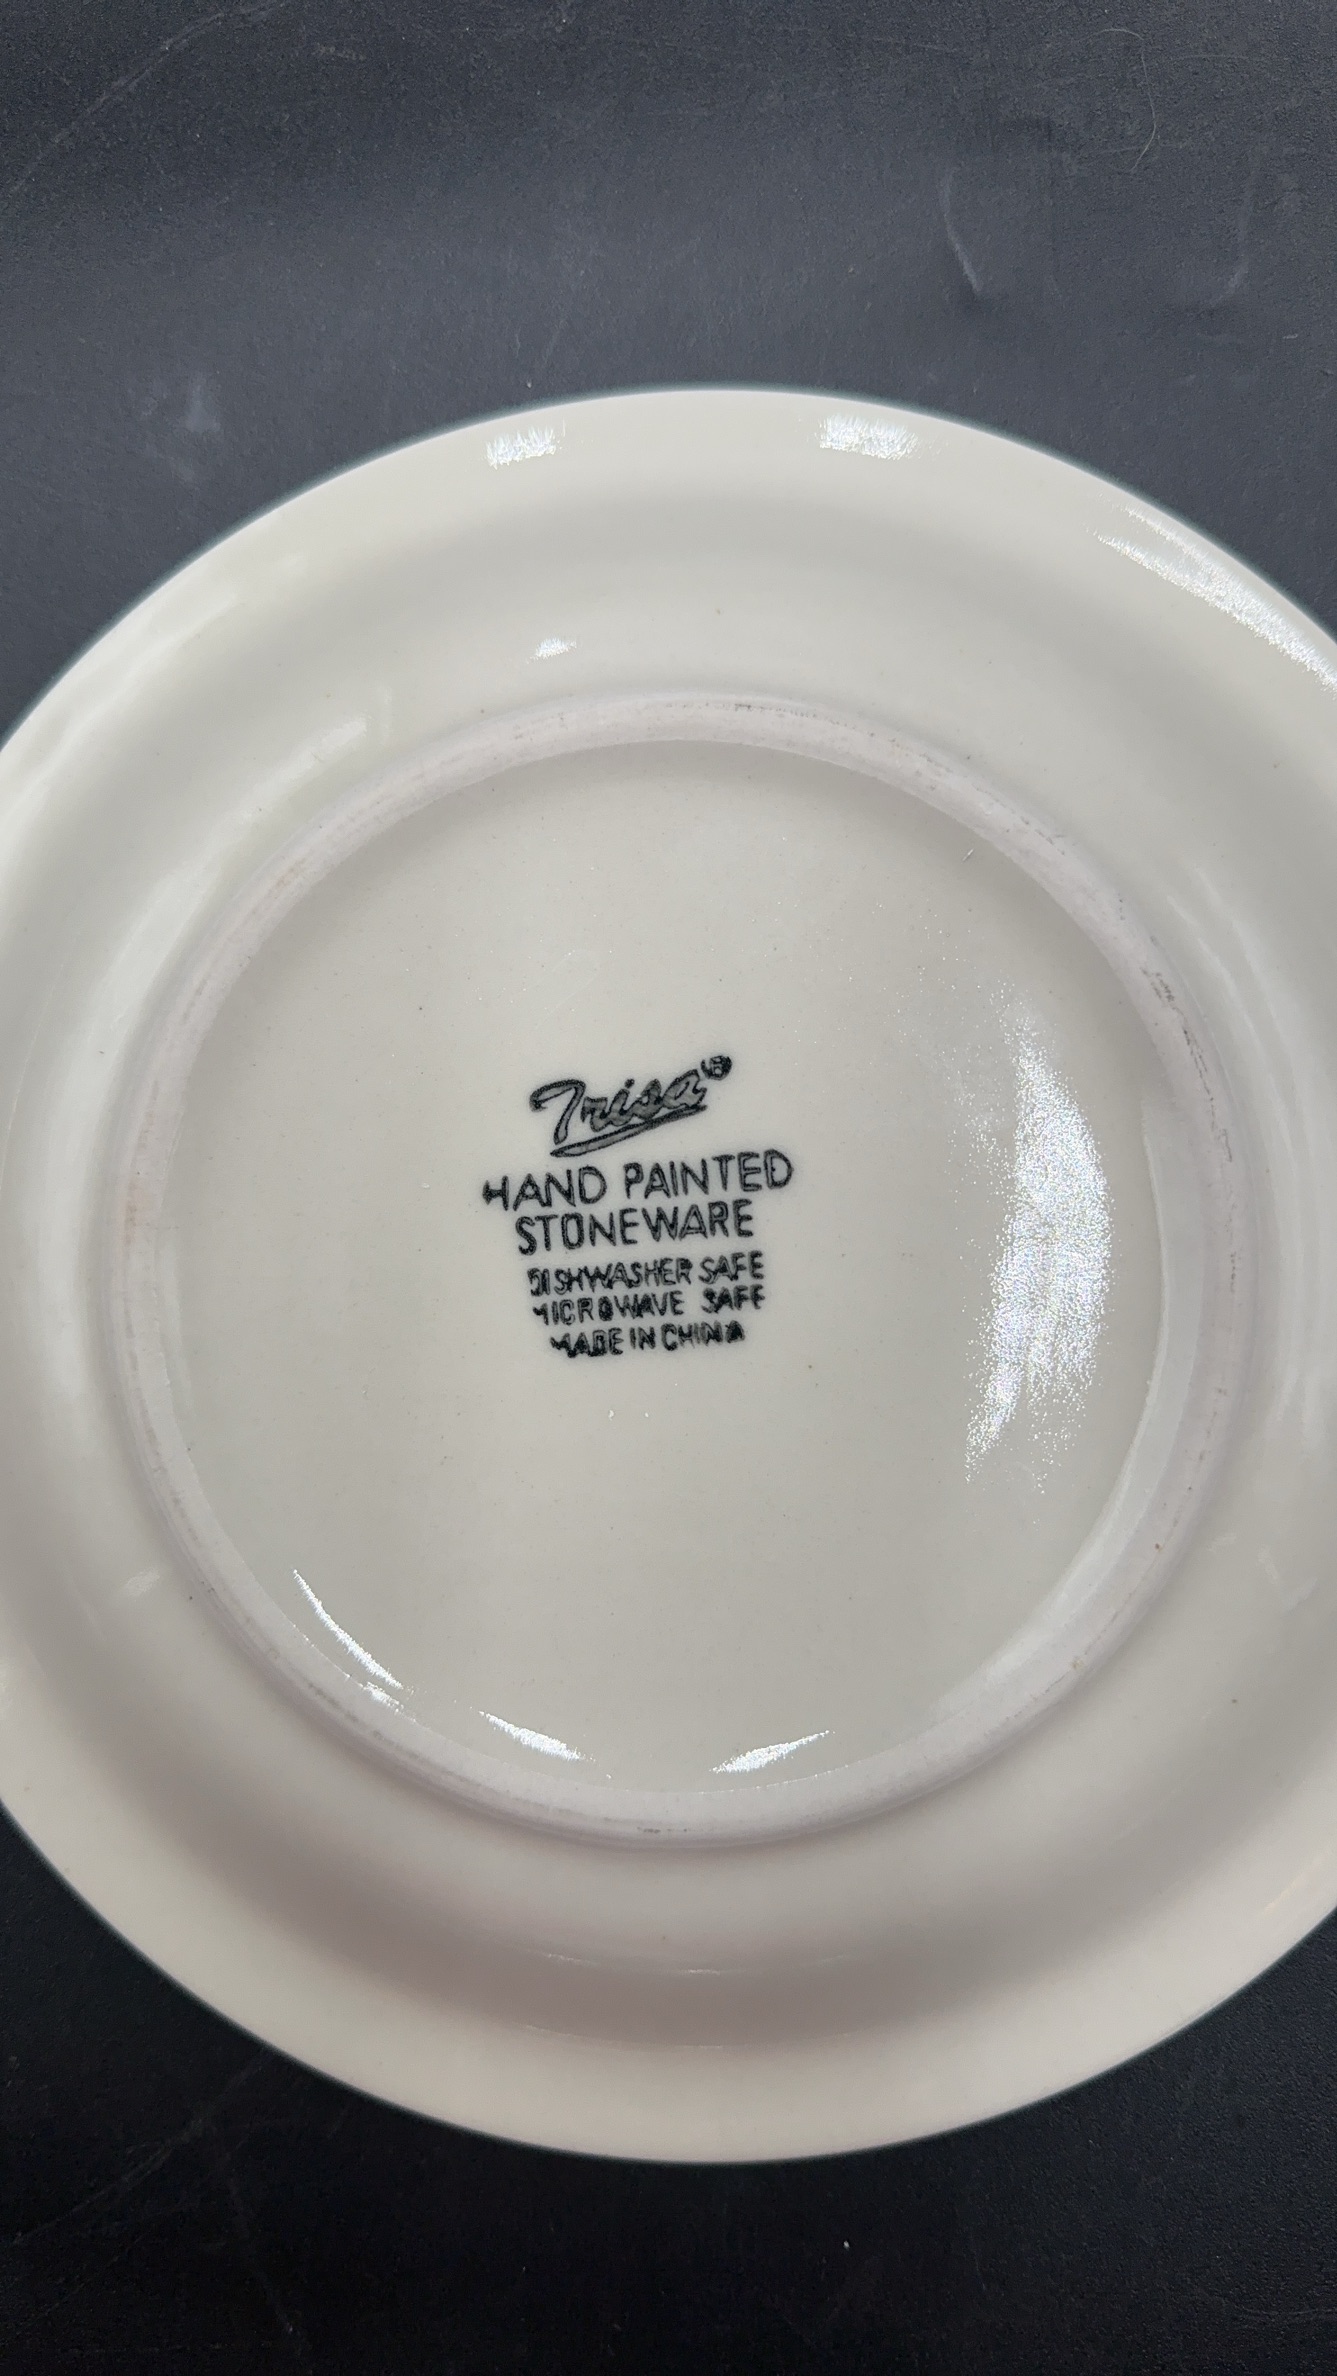 Trisa®
HAND PAINTED
STONEWARE
DISHWASHER SAFE
MICROWAVE SAFE
MADE IN CHINA